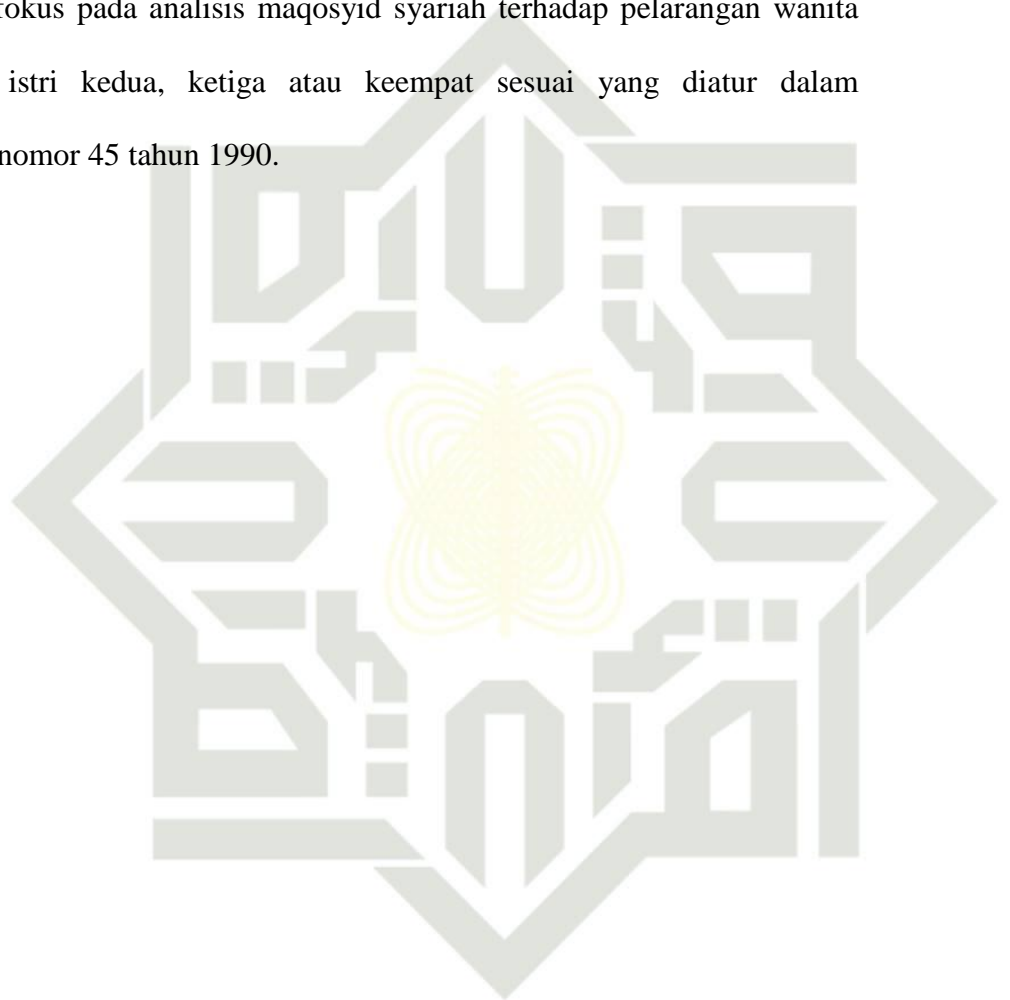 fokus pada analisis maqosyid syariah terhadap pelarangan wanita
istri kedua, ketiga atau keempat sesuai yang diatur dalam
nomor 45 tahun 1990.